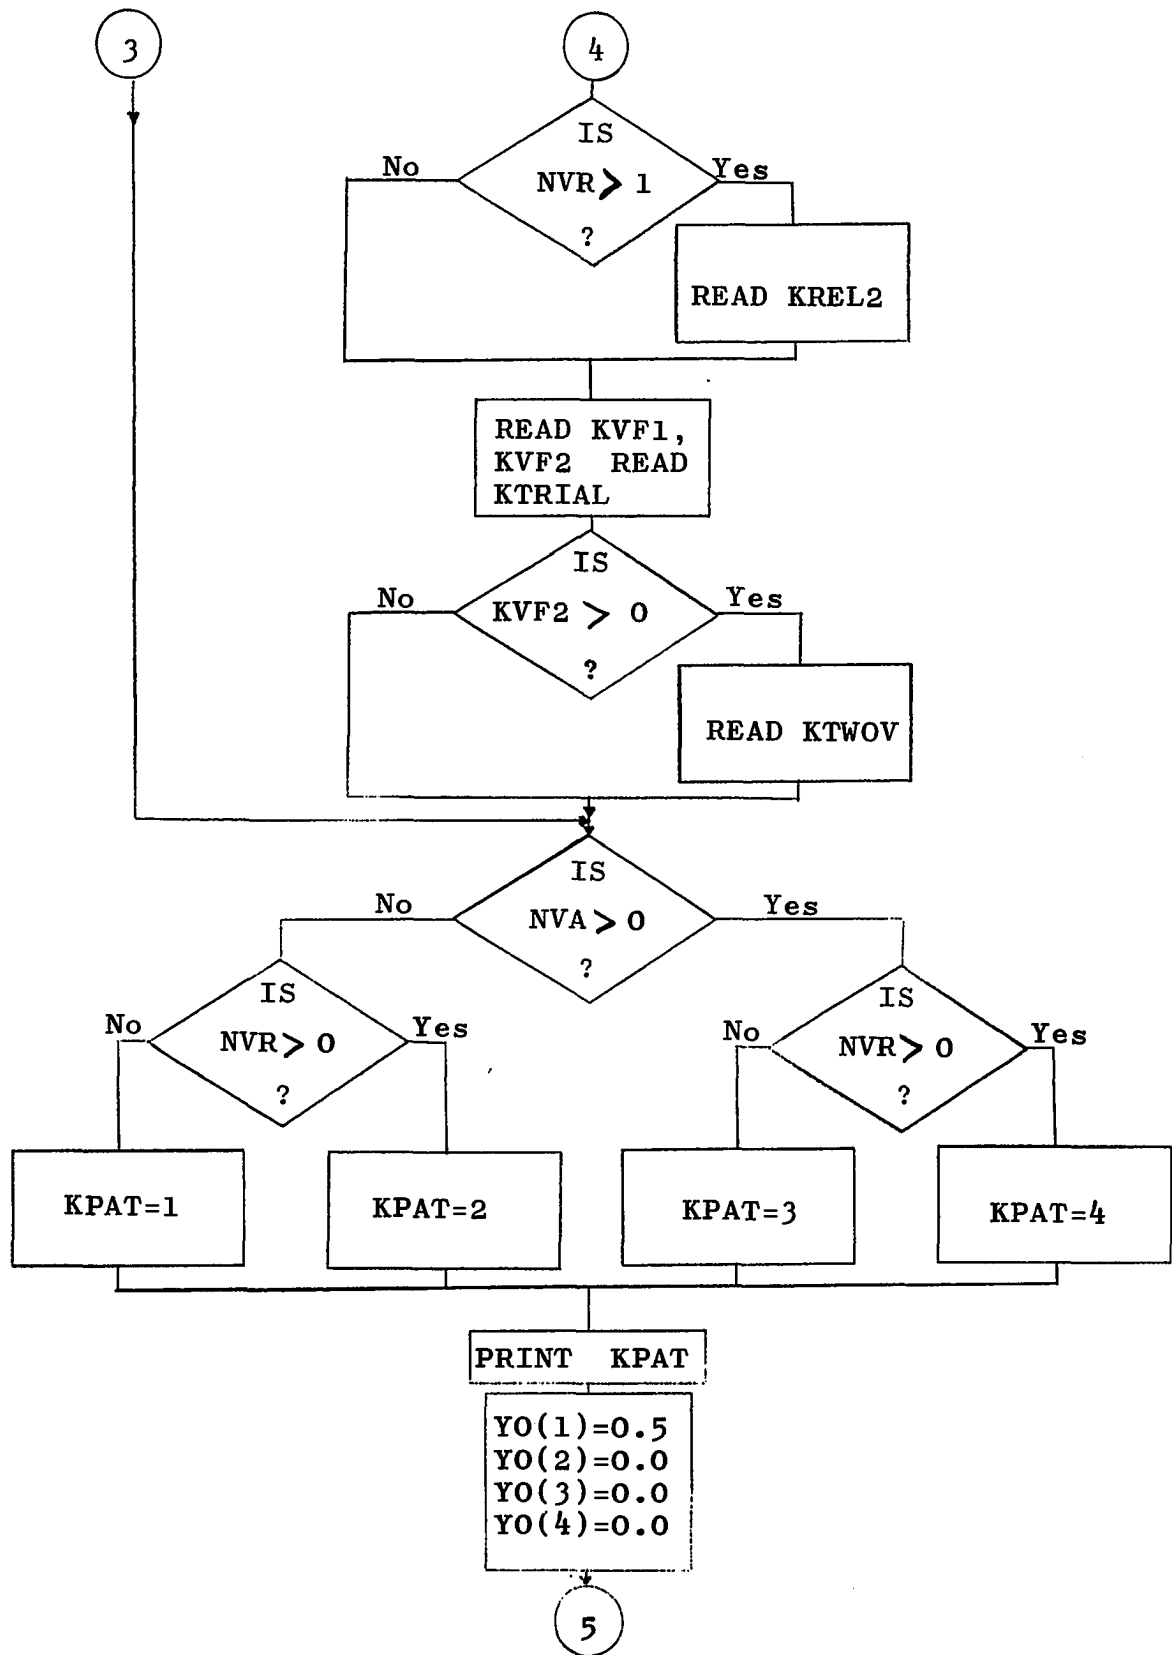 3
4
IS
No
Yes
NVR > 1
?
READ KREL2
READ KVF1,
KVF2 READ
KTRIAL
IS
No
Yes
KVF2 > 0
?
READ KTWOV
IS
No
Yes
NVA > 0
?
IS
No
Yes
NVR > 0
?
IS
No
Yes
NVR > 0
?
KPAT=1
KPAT=2
KPAT=3
KPAT=4
PRINT KPAT
YO(1)=0.5
YO(2)=0.0
YO(3)=0.0
YO(4)=0.0
5